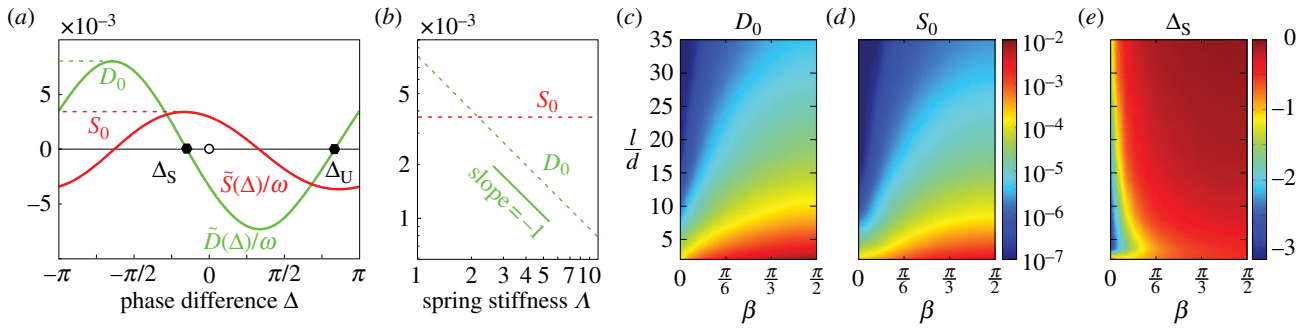 (a)
×10⁻³
5
0
−5
D₀
S₀
Δ_S
Δ_U
S̃(Δ)/ω
D̃(Δ)/ω
−π −π/2 0 π/2 π
phase difference Δ
(b)
×10⁻³
5
2
1
S₀
D₀
slope = −1
1 2 3 4 5 7 10
spring stiffness Λ
(c) D₀
l/d
35
30
25
20
15
10
5
0 π/6 π/3 π/2
β
(d) S₀
0 π/6 π/3 π/2
β
10⁻²
10⁻³
10⁻⁴
10⁻⁵
10⁻⁶
10⁻⁷
(e) Δ_S
0 π/6 π/3 π/2
β
0
−1
−2
−3